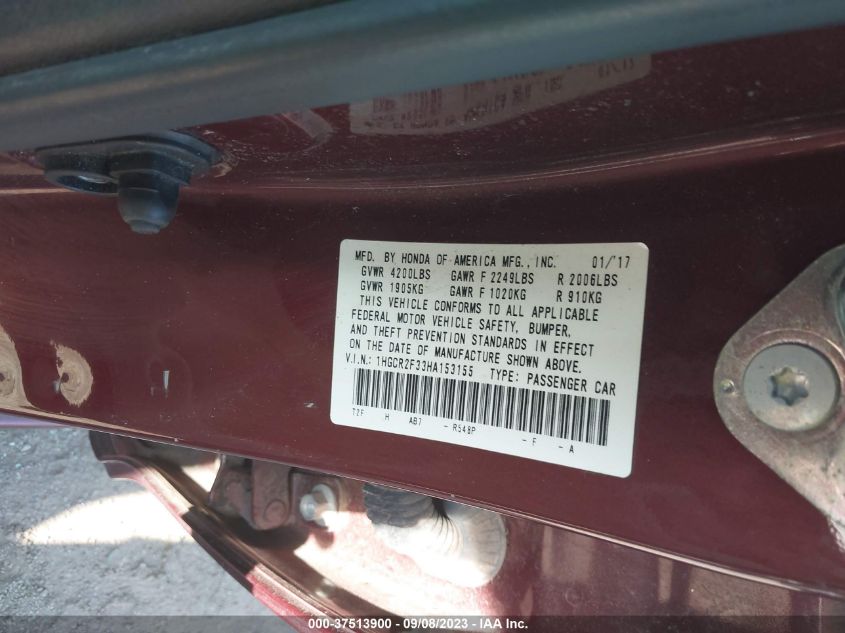 MFD. BY HONDA OF AMERICA MFG., INC. 01/'17
GVWR 4200LBS GAWR F 2249LBS R 2006LBS
GVWR 1905KG GAWR F 1020KG R 910KG
THIS VEHICLE CONFORMS TO ALL APPLICABLE
FEDERAL MOTOR VEHICLE SAFETY, BUMPER,
AND THEFT PREVENTION STANDARDS IN EFFECT
ON THE DATE OF MANUFACTURE SHOWN ABOVE.
V.I.N.: 1HGCR2F33HA153155 TYPE: PASSENGER CAR
T2F H AB7 - R548P - F - A
000-37513900 - 09/08/2023 - IAA Inc.